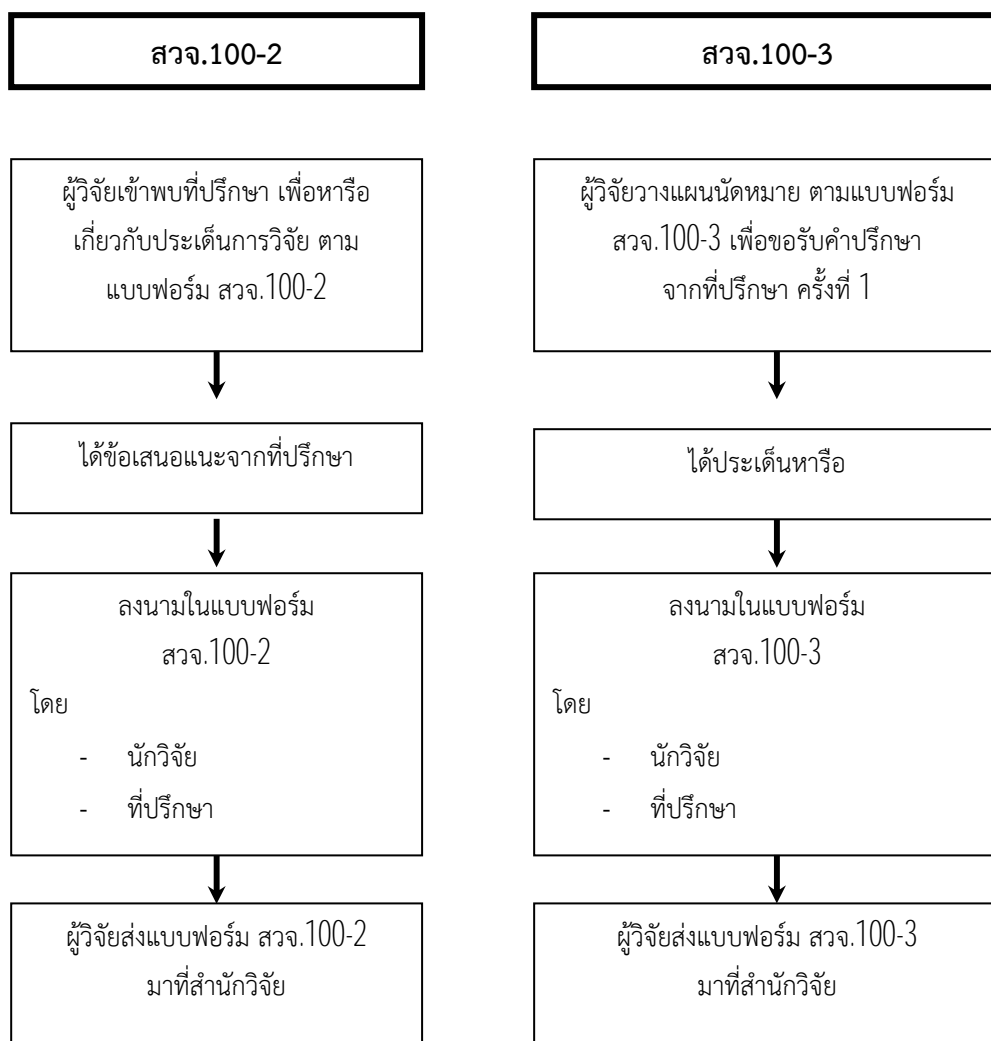 สวจ.100-2
ผู้วิจัยเข้าพบที่ปรึกษา เพื่อหารือ
เกี่ยวกับประเด็นการวิจัย ตาม
แบบฟอร์ม สวจ.100-2
ได้ข้อเสนอแนะจากที่ปรึกษา
ลงนามในแบบฟอร์ม
สวจ.100-2
โดย
- นักวิจัย
- ที่ปรึกษา
ผู้วิจัยส่งแบบฟอร์ม สวจ.100-2
มาที่สำนักวิจัย
สวจ.100-3
ผู้วิจัยวางแผนนัดหมาย ตามแบบฟอร์ม
สวจ.100-3 เพื่อขอรับคำปรึกษา
จากที่ปรึกษา ครั้งที่ 1
ได้ประเด็นหารือ
ลงนามในแบบฟอร์ม
สวจ.100-3
โดย
- นักวิจัย
- ที่ปรึกษา
ผู้วิจัยส่งแบบฟอร์ม สวจ.100-3
มาที่สำนักวิจัย